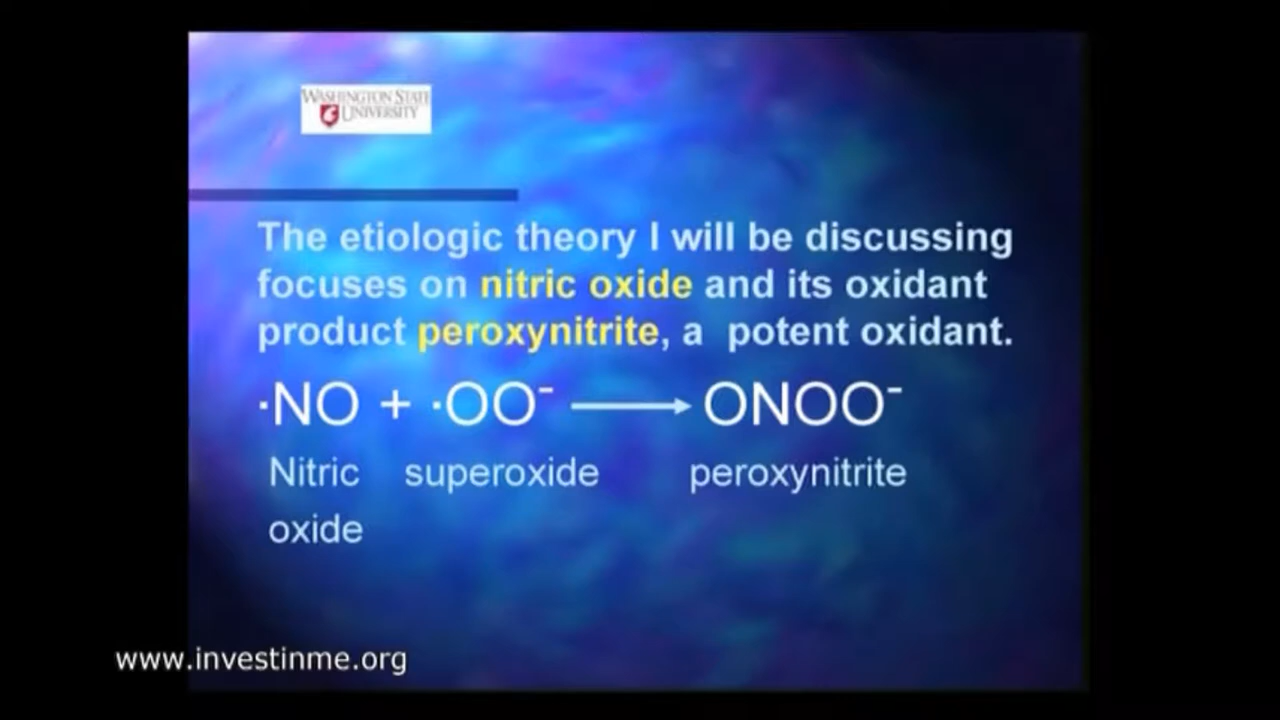 WASHINGTON STATE
UNIVERSITY
The etiologic theory I will be discussing
focuses on nitric oxide and its oxidant
product peroxynitrite, a  potent oxidant.
·NO + ·OO⁻ ⟶ ONOO⁻
Nitric superoxide peroxynitrite
oxide
www.investinme.org